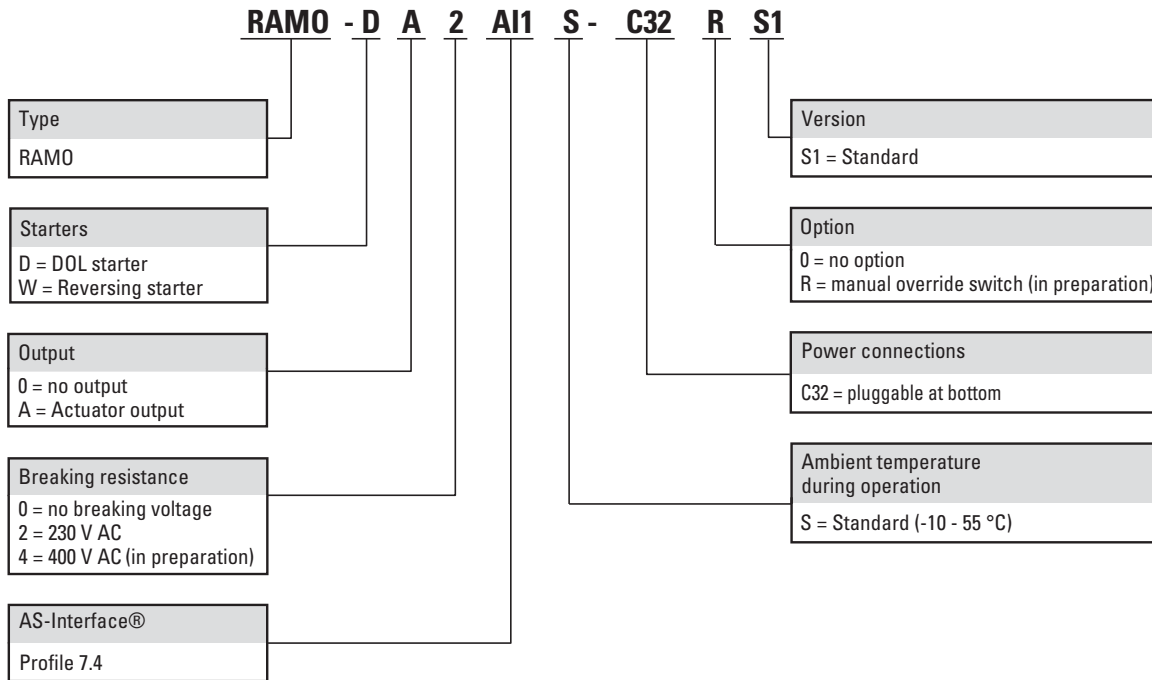 RAMO - D A 2 AI1 S - C32 R S1
Type
RAMO
Starters
D = DOL starter
W = Reversing starter
Output
0 = no output
A = Actuator output
Breaking resistance
0 = no breaking voltage
2 = 230 V AC
4 = 400 V AC (in preparation)
AS-Interface®
Profile 7.4
Version
S1 = Standard
Option
0 = no option
R = manual override switch (in preparation)
Power connections
C32 = pluggable at bottom
Ambient temperature
during operation
S = Standard (-10 - 55 °C)